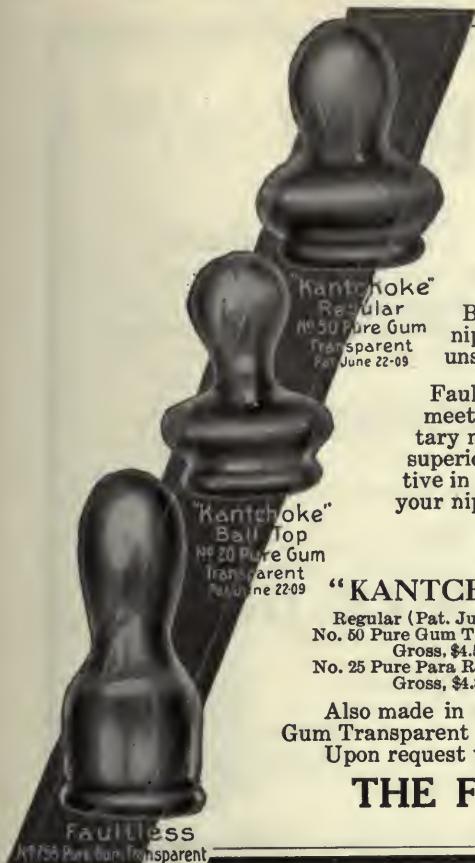 "Kantchoke"
Regular
No 50 Pure Gum
Transparent
Pat June 22-09
"Kantchoke"
Ball Top
No 20 Pure Gum
Transparent
Pat June 22-09
Faultless
No 756 Pure Gum Transparent
B
nip
uns
Faul
meet
tary n
superio
tive in
your nip
"KANTCH
Regular (Pat. Ju
No. 50 Pure Gum T
Gross, $4.
No. 25 Pure Para R
Gross, $4.
Also made in
Gum Transparent
Upon request
THE F